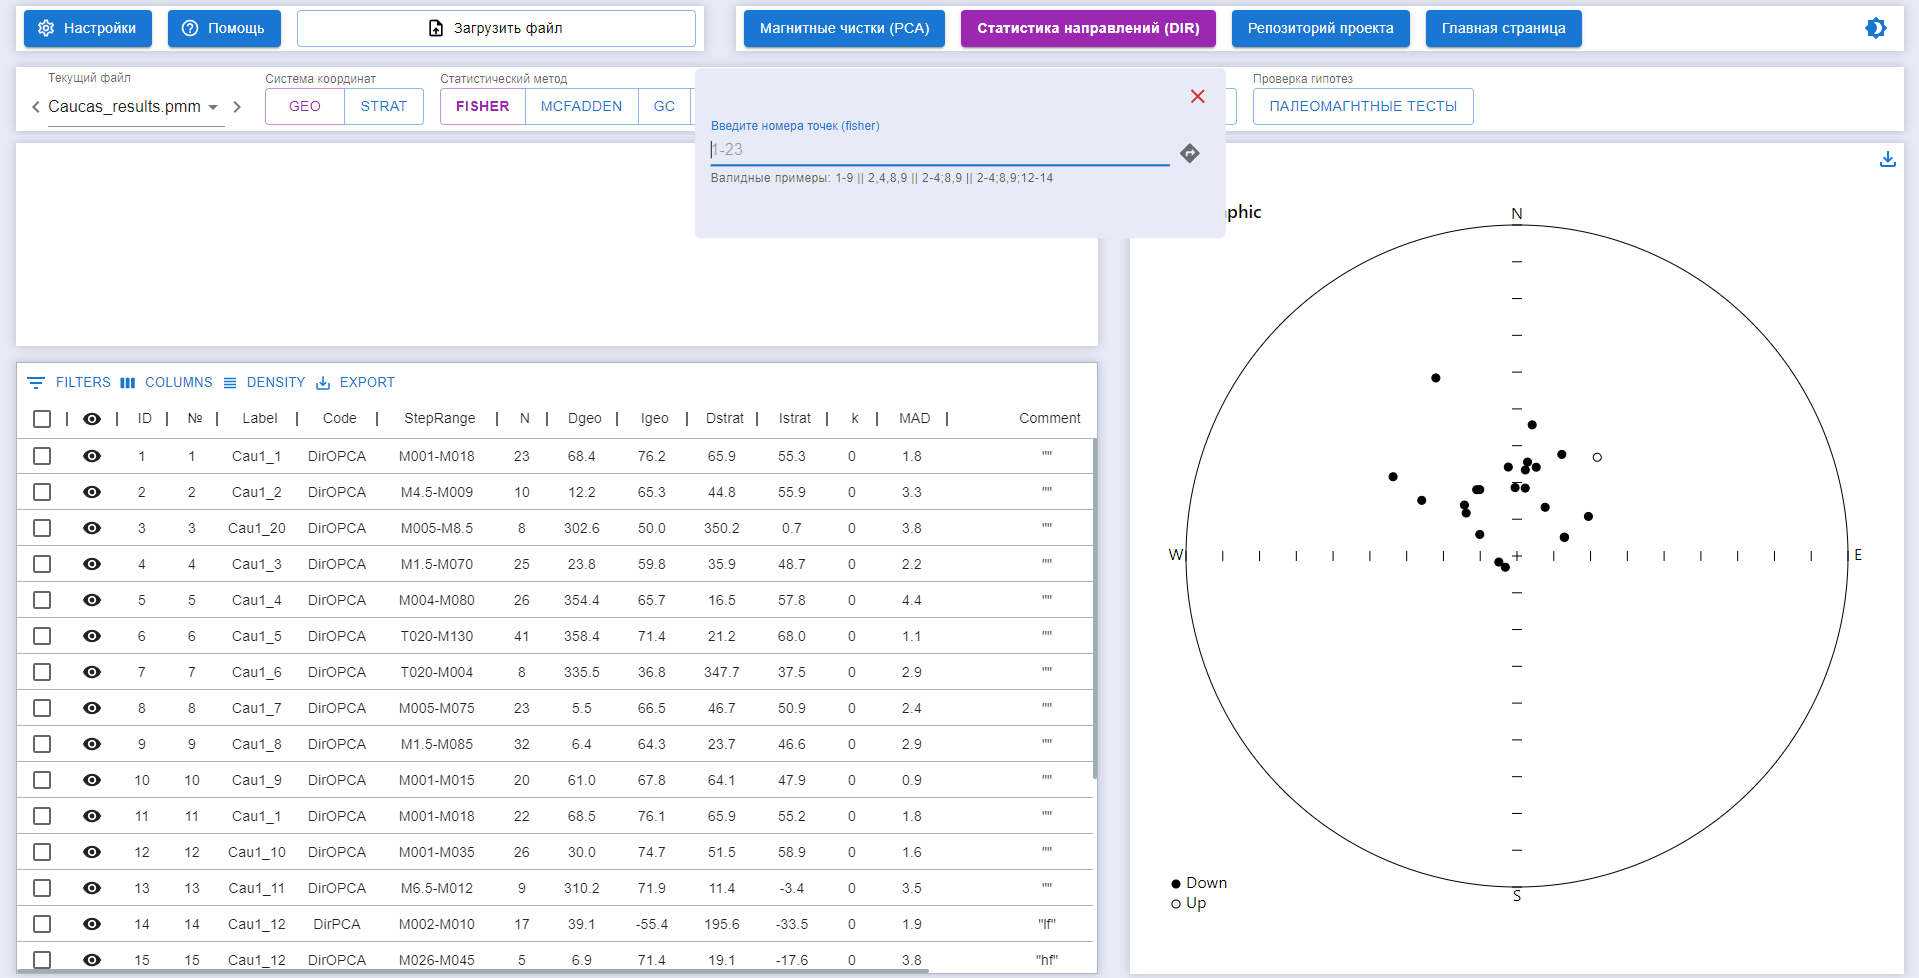 Настройки Помощь Загрузить файл Магнитные чистки (PCA) Статистика направлений (DIR) Репозиторий проекта Главная страница
Текущий файл Система координат Статистический метод Проверка гипотез
Caucas_results.pmm GEO STRAT FISHER MCFADDEN GC ПАЛЕОМАГНТНЫЕ ТЕСТЫ
Введите номера точек (fisher)
1-23
Валидные примеры: 1-9 || 2,4,8,9 || 2-4;8,9 || 2-4;8,9;12-14
phic
N
W
E
S
Down
Up
FILTERS COLUMNS DENSITY EXPORT
ID № Label Code StepRange N Dgeo Igeo Dstrat Istrat k MAD Comment
1 1 Cau1_1 DirOPCA M001-M018 23 68.4 76.2 65.9 55.3 0 1.8 ""
2 2 Cau1_2 DirOPCA M4.5-M009 10 12.2 65.3 44.8 55.9 0 3.3 ""
3 3 Cau1_20 DirOPCA M005-M8.5 8 302.6 50.0 350.2 0.7 0 3.8 ""
4 4 Cau1_3 DirOPCA M1.5-M070 25 23.8 59.8 35.9 48.7 0 2.2 ""
5 5 Cau1_4 DirOPCA M004-M080 26 354.4 65.7 16.5 57.8 0 4.4 ""
6 6 Cau1_5 DirOPCA T020-M130 41 358.4 71.4 21.2 68.0 0 1.1 ""
7 7 Cau1_6 DirOPCA T020-M004 8 335.5 36.8 347.7 37.5 0 2.9 ""
8 8 Cau1_7 DirOPCA M005-M075 23 5.5 66.5 46.7 50.9 0 2.4 ""
9 9 Cau1_8 DirOPCA M1.5-M085 32 6.4 64.3 23.7 46.6 0 2.9 ""
10 10 Cau1_9 DirOPCA M001-M015 20 61.0 67.8 64.1 47.9 0 0.9 ""
11 11 Cau1_1 DirOPCA M001-M018 22 68.5 76.1 65.9 55.2 0 1.8 ""
12 12 Cau1_10 DirOPCA M001-M035 26 30.0 74.7 51.5 58.9 0 1.6 ""
13 13 Cau1_11 DirOPCA M6.5-M012 9 310.2 71.9 11.4 -3.4 0 3.5 ""
14 14 Cau1_12 DirPCA M002-M010 17 39.1 -55.4 195.6 -33.5 0 1.9 "lf"
15 15 Cau1_12 DirOPCA M026-M045 5 6.9 71.4 19.1 -17.6 0 3.8 "hf"